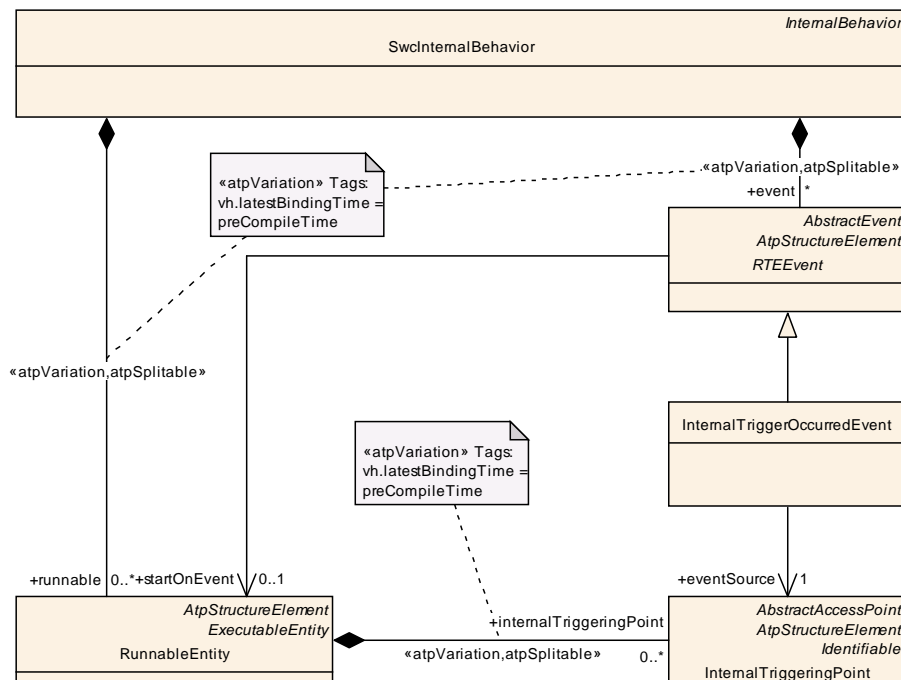 InternalBehavior
SwcInternalBehavior
«atpVariation» Tags:
vh.latestBindingTime =
preCompileTime
«atpVariation,atpSplitable»
+event *
AbstractEvent
AtpStructureElement
RTEEvent
«atpVariation,atpSplitable»
InternalTriggerOccurredEvent
«atpVariation» Tags:
vh.latestBindingTime =
preCompileTime
+runnable 0..* +startOnEvent 0..1
+eventSource 1
AtpStructureElement
ExecutableEntity
RunnableEntity
+internalTriggeringPoint
«atpVariation,atpSplitable»
0..*
AbstractAccessPoint
AtpStructureElement
Identifiable
InternalTriggeringPoint